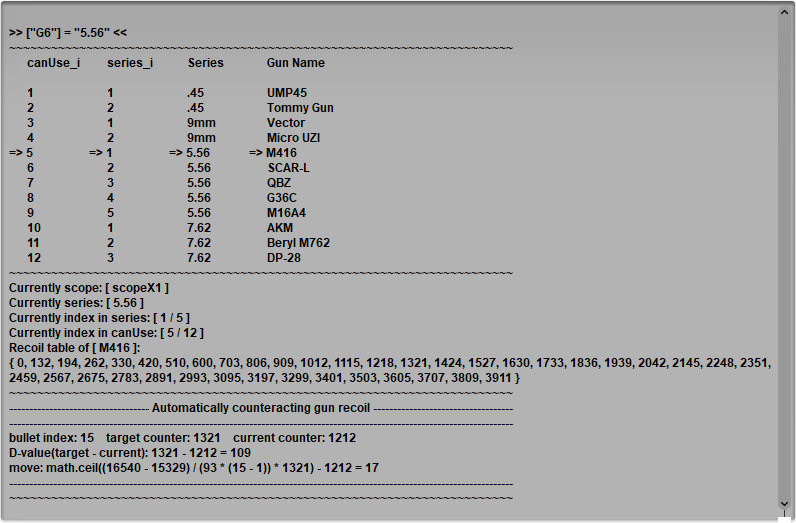 >> ["G6"] = "5.56" <<
~~~~~~~~~~~~~~~~~~~~~~~~~~~~~~~~~~~~~~~~~~~~~~~~~~~~~~~~~~~~~~~~~~~~~~~~
canUse_i series_i Series Gun Name
1 1 .45 UMP45
2 2 .45 Tommy Gun
3 1 9mm Vector
4 2 9mm Micro UZI
=> 5 => 1 => 5.56 => M416
6 2 5.56 SCAR-L
7 3 5.56 QBZ
8 4 5.56 G36C
9 5 5.56 M16A4
10 1 7.62 AKM
11 2 7.62 Beryl M762
12 3 7.62 DP-28
~~~~~~~~~~~~~~~~~~~~~~~~~~~~~~~~~~~~~~~~~~~~~~~~~~~~~~~~~~~~~~~~~~~~~~~~
Currently scope: [ scopeX1 ]
Currently series: [ 5.56 ]
Currently index in series: [ 1 / 5 ]
Currently index in canUse: [ 5 / 12 ]
Recoil table of [ M416 ]:
{ 0, 132, 194, 262, 330, 420, 510, 600, 703, 806, 909, 1012, 1115, 1218, 1321, 1424, 1527, 1630, 1733, 1836, 1939, 2042, 2145, 2248, 2351,
2459, 2567, 2675, 2783, 2891, 2993, 3095, 3197, 3299, 3401, 3503, 3605, 3707, 3809, 3911 }
~~~~~~~~~~~~~~~~~~~~~~~~~~~~~~~~~~~~~~~~~~~~~~~~~~~~~~~~~~~~~~~~~~~~~~~~
----------------------------------- Automatically counteracting gun recoil -----------------------------------
------------------------------------------------------------------------------------------------------------------------------
bullet index: 15 target counter: 1321 current counter: 1212
D-value(target - current): 1321 - 1212 = 109
move: math.ceil((16540 - 15329) / (93 * (15 - 1)) * 1321) - 1212 = 17
------------------------------------------------------------------------------------------------------------------------------
~~~~~~~~~~~~~~~~~~~~~~~~~~~~~~~~~~~~~~~~~~~~~~~~~~~~~~~~~~~~~~~~~~~~~~~~